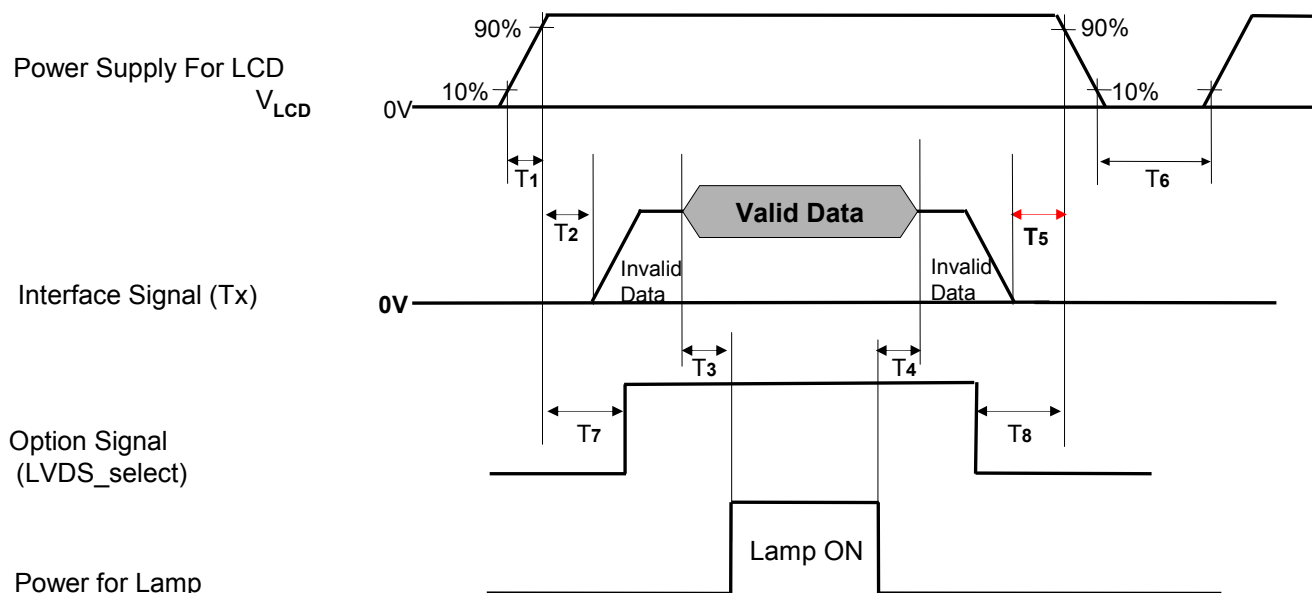 90%
90%
Power Supply For LCD
VLCD
10%
10%
0V
T1
T6
Valid Data
T2
T5
Invalid
Data
Invalid
Data
Interface Signal (Tx)
0V
T3
T4
T7
T8
Option Signal
(LVDS_select)
Lamp ON
Power for Lamp